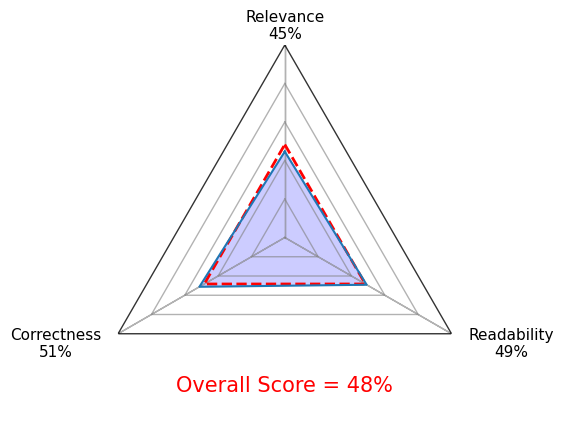 Relevance
45%
Correctness
51%
Readability
49%
Overall Score = 48%